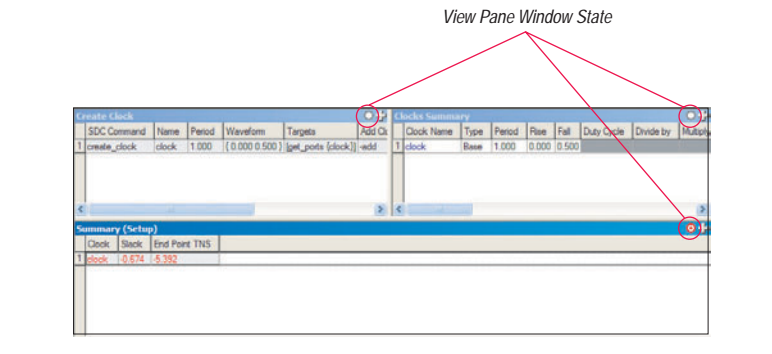 View Pane Window State
Create Clock
SDC Command Name Period Waveform Targets Add Clo
1 create_clock clock 1.000 { 0.000 0.500 } [get_ports {clock}] -add
Clocks Summary
Clock Name Type Period Rise Fall Duty Cycle Divide by Multiply
1 clock Base 1.000 0.000 0.500
Summary (Setup)
Clock Slack End Point TNS
1 clock -0.674 -5.392